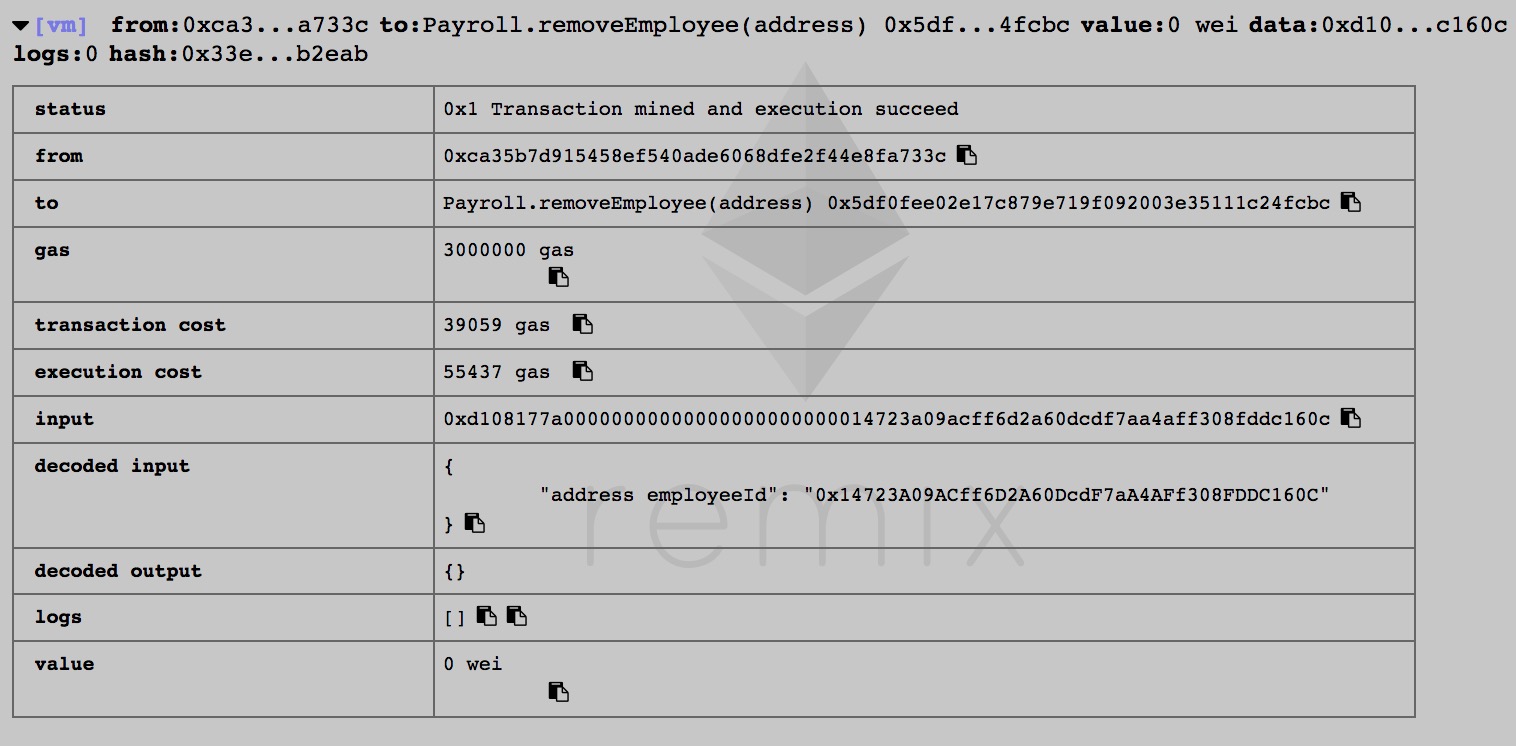 [vm] from:0xca3...a733c to:Payroll.removeEmployee(address) 0x5df...4fcbc value:0 wei data:0xd10...c160c
logs:0 hash:0x33e...b2eab
status 0x1 Transaction mined and execution succeed
from 0xca35b7d915458ef540ade6068dfe2f44e8fa733c
to Payroll.removeEmployee(address) 0x5df0fee02e17c879e719f092003e35111c24fcbc
gas 3000000 gas
transaction cost 39059 gas
execution cost 55437 gas
input 0xd108177a00000000000000000000000014723a09acff6d2a60dcdf7aa4aff308fddc160c
decoded input {
"address employeeId": "0x14723A09ACff6D2A60DcdF7aA4AFf308FDDC160C"
}
remix
decoded output {}
logs []
value 0 wei